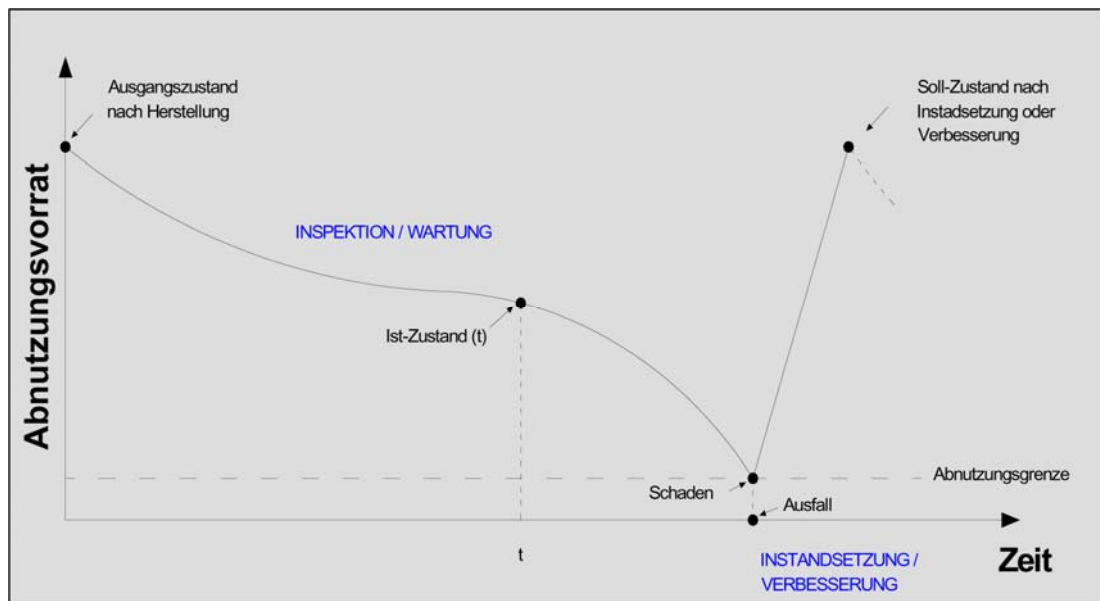 Ausgangszustand
nach Herstellung
Soll-Zustand nach
Instadsetzung oder
Verbesserung
Abnutzungsvorrat
INSPEKTION / WARTUNG
Ist-Zustand (t)
Schaden
Abnutzungsgrenze
Ausfall
t
INSTANDSETZUNG /
VERBESSERUNG
Zeit